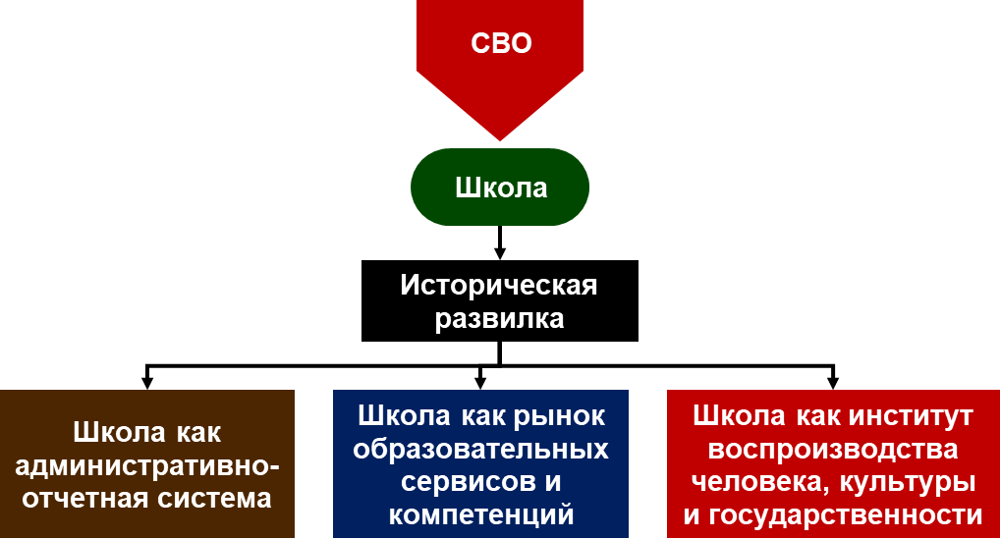 СВО
Школа
Историческая
развилка
Школа как
административно-
отчетная система
Школа как рынок
образовательных
сервисов и
компетенций
Школа как институт
воспроизводства
человека, культуры
и государственности